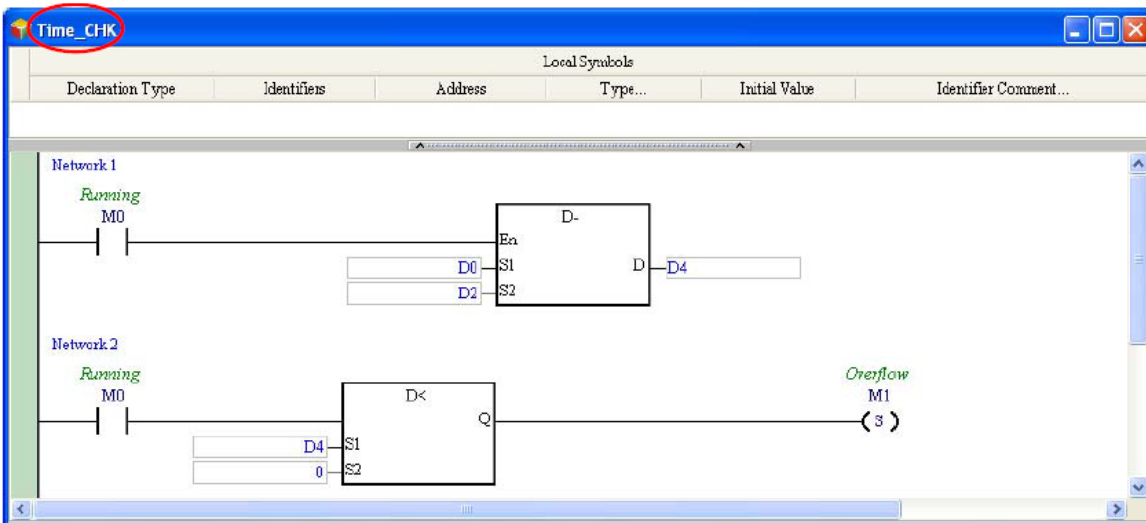 Time_CHK
Local Symbols
Declaration Type Identifiers Address Type... Initial Value Identifier Comment...
Network 1
Running
M0
D-
En
D0 S1 D D4
D2 S2
Network 2
Running Overflow
M0 D< M1
Q S
D4 S1
0 S2